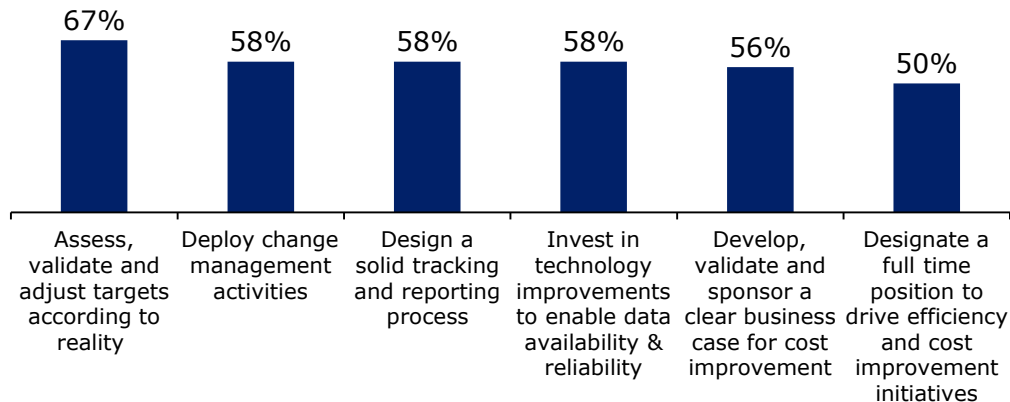 67%
58%
58%
58%
56%
50%
Assess,
validate and
adjust targets
according to
reality
Deploy change
management
activities
Design a
solid tracking
and reporting
process
Invest in
technology
improvements
to enable data
availability &
reliability
Develop,
validate and
sponsor a
clear business
case for cost
improvement
Designate a
full time
position to
drive efficiency
and cost
improvement
initiatives